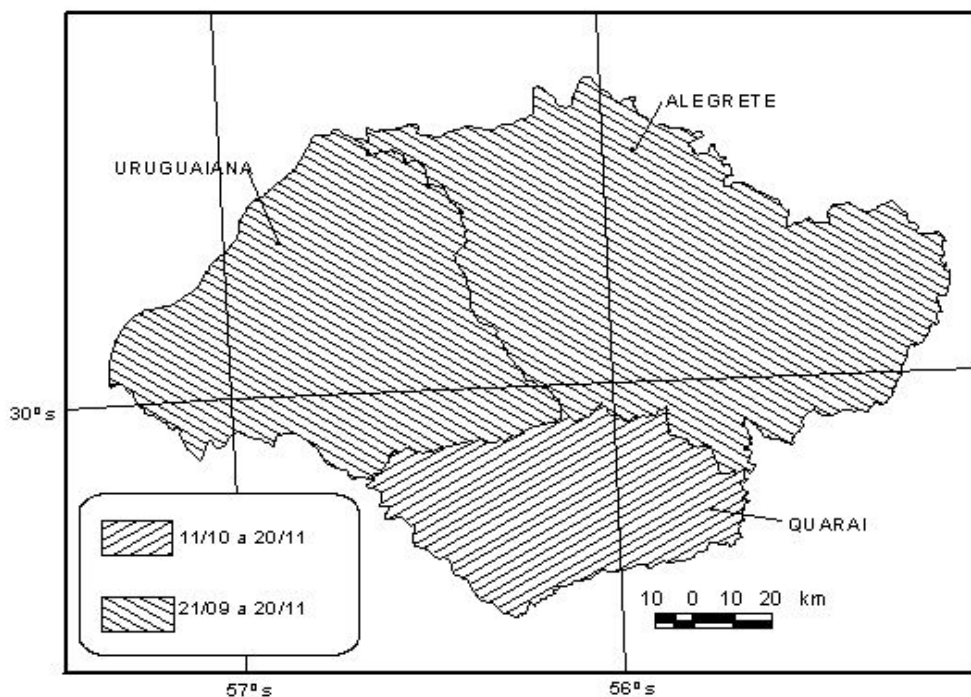 ALEGRETE
URUGUAIANA
30º s
QUARAI
11/10 a 20/11
21/09 a 20/11
10 0 10 20 km
57º s
56º s